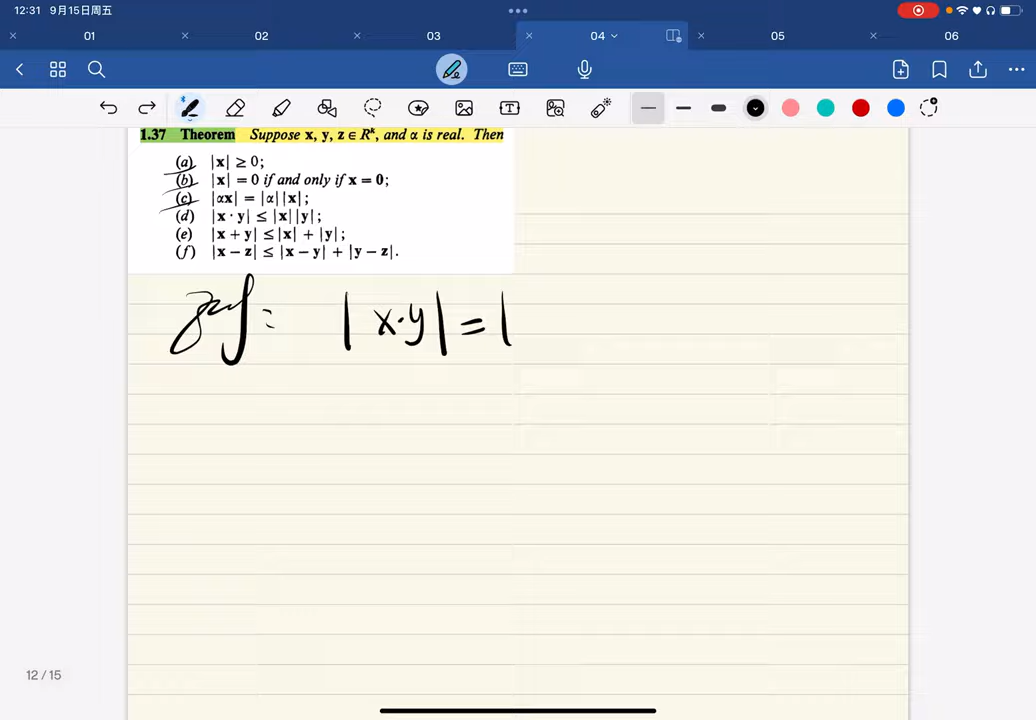 12:31 9月15日周五
01 02 03 04 05 06
1.37 Theorem Suppose x, y, z ∈ Rᵏ, and α is real. Then
(a) |x| ≥ 0;
(b) |x| = 0 if and only if x = 0;
(c) |αx| = |α||x|;
(d) |x · y| ≤ |x||y|;
(e) |x + y| ≤ |x| + |y|;
(f) |x − z| ≤ |x − y| + |y − z|.
| x·y | = |
12 / 15